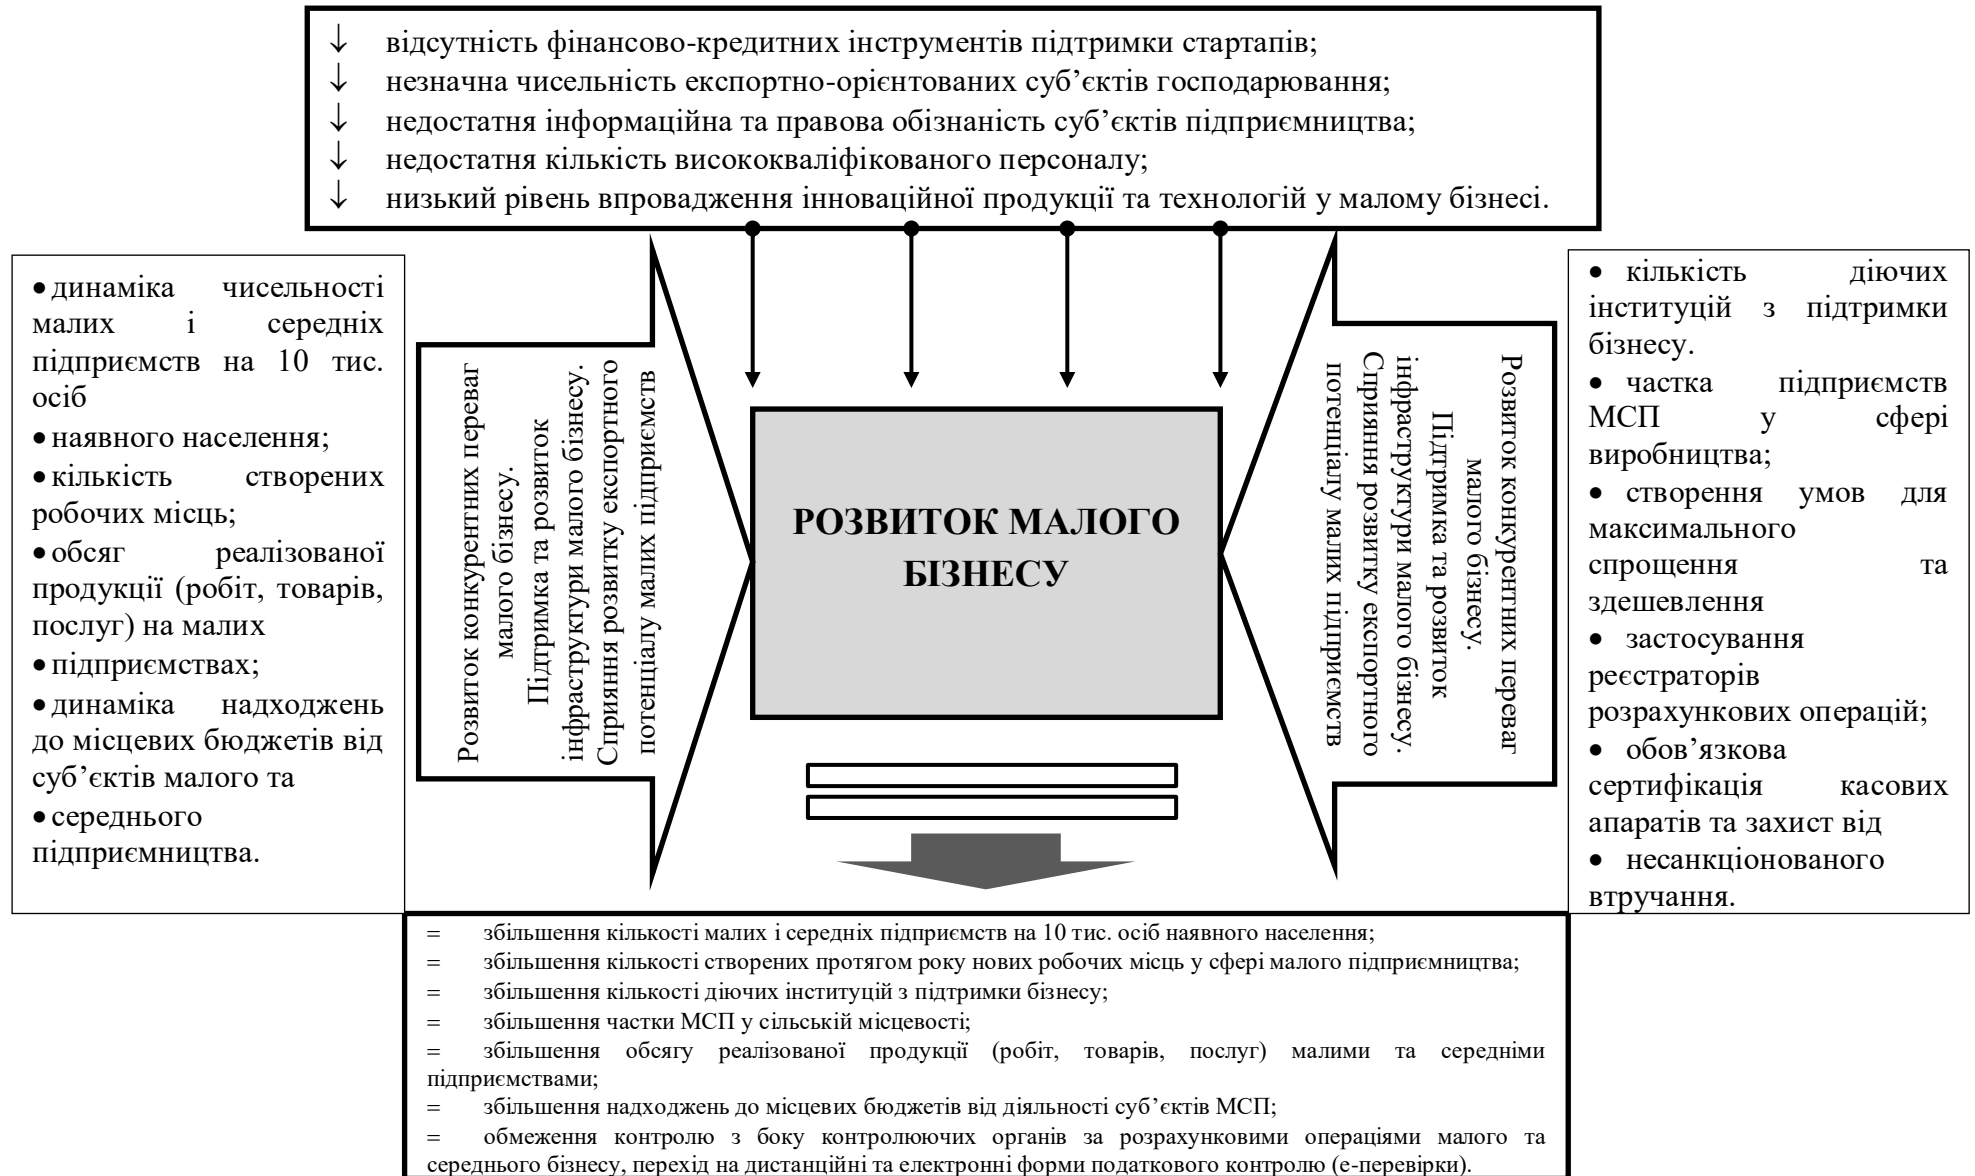 ↓ відсутність фінансово-кредитних інструментів підтримки стартапів;
↓ незначна чисельність експортно-орієнтованих суб’єктів господарювання;
↓ недостатня інформаційна та правова обізнаність суб’єктів підприємництва;
↓ недостатня кількість висококваліфікованого персоналу;
↓ низький рівень впровадження інноваційної продукції та технологій у малому бізнесі.
• динаміка чисельності
малих і середніх
підприємств на 10 тис.
осіб
• наявного населення;
• кількість створених
робочих місць;
• обсяг реалізованої
продукції (робіт, товарів,
послуг) на малих
• підприємствах;
• динаміка надходжень
до місцевих бюджетів від
суб’єктів малого та
• середнього
підприємництва.
Розвиток конкурентних переваг
малого бізнесу.
Підтримка та розвиток
інфраструктури малого бізнесу.
Сприяння розвитку експортного
потенціалу малих підприємств
РОЗВИТОК МАЛОГО
БІЗНЕСУ
Розвиток конкурентних переваг
малого бізнесу.
Підтримка та розвиток
інфраструктури малого бізнесу.
Сприяння розвитку експортного
потенціалу малих підприємств
• кількість діючих
інституцій з підтримки
бізнесу.
• частка підприємств
МСП у сфері
виробництва;
• створення умов для
максимального
спрощення та
здешевлення
• застосування
реєстраторів
розрахункових операцій;
• обов’язкова
сертифікація касових
апаратів та захист від
• несанкціонованого
втручання.
= збільшення кількості малих і середніх підприємств на 10 тис. осіб наявного населення;
= збільшення кількості створених протягом року нових робочих місць у сфері малого підприємництва;
= збільшення кількості діючих інституцій з підтримки бізнесу;
= збільшення частки МСП у сільській місцевості;
= збільшення обсягу реалізованої продукції (робіт, товарів, послуг) малими та середніми
підприємствами;
= збільшення надходжень до місцевих бюджетів від діяльності суб’єктів МСП;
= обмеження контролю з боку контролюючих органів за розрахунковими операціями малого та
середнього бізнесу, перехід на дистанційні та електронні форми податкового контролю (е-перевірки).